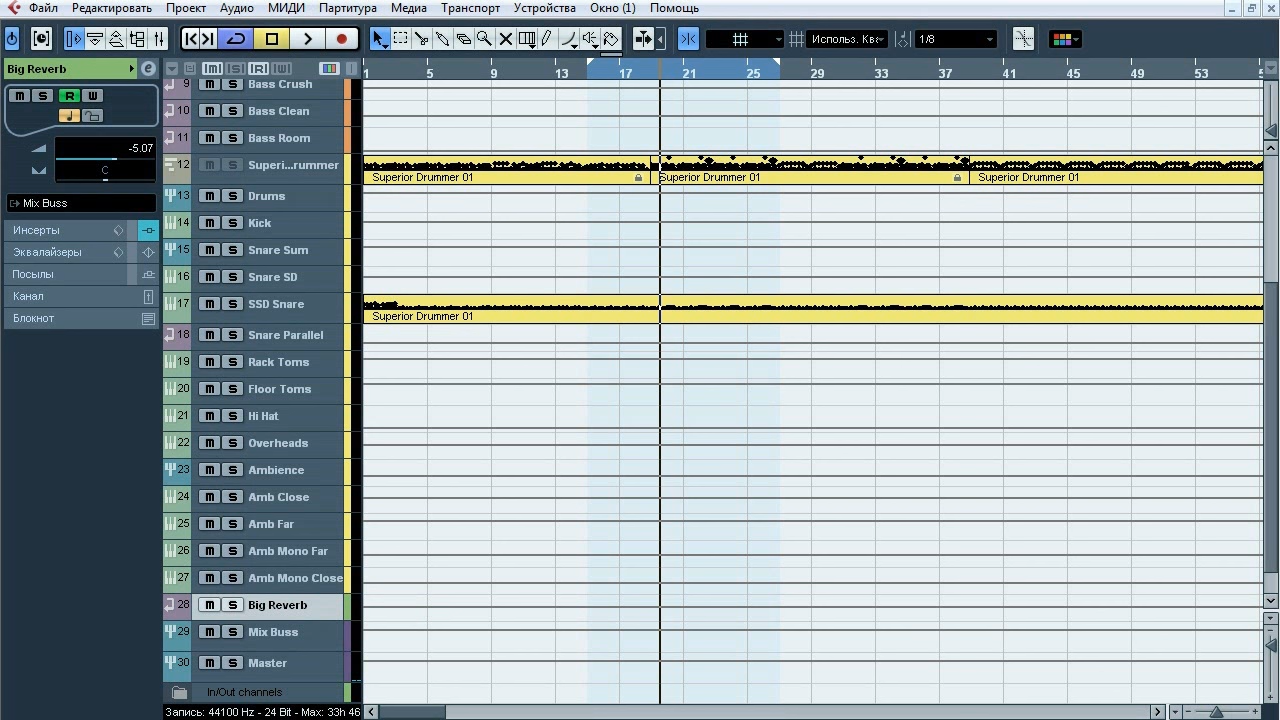 Файл Редактировать Проект Аудио МИДИ Партитура Медиа Транспорт Устройства Окно (1) Помощь
Использ. Ква 1/8
Big Reverb
1 5 9 13 17 21 25 29 33 37 41 45 49 53
m S R W
-5.07
C
Mix Buss
Инсерты
Эквалайзеры
Посылы
Канал
Блокнот
9 m S Bass Crush
10 m S Bass Clean
11 m S Bass Room
12 m S Superi...rummer
Superior Drummer 01 Superior Drummer 01 Superior Drummer 01
13 m S Drums
14 m S Kick
15 m S Snare Sum
16 m S Snare SD
17 m S SSD Snare
Superior Drummer 01
18 m S Snare Parallel
19 m S Rack Toms
20 m S Floor Toms
21 m S Hi Hat
22 m S Overheads
23 m S Ambience
24 m S Amb Close
25 m S Amb Far
26 m S Amb Mono Far
27 m S Amb Mono Close
28 m S Big Reverb
29 m S Mix Buss
30 m S Master
In/Out channels
Запись: 44100 Hz - 24 Bit - Max: 33h 46